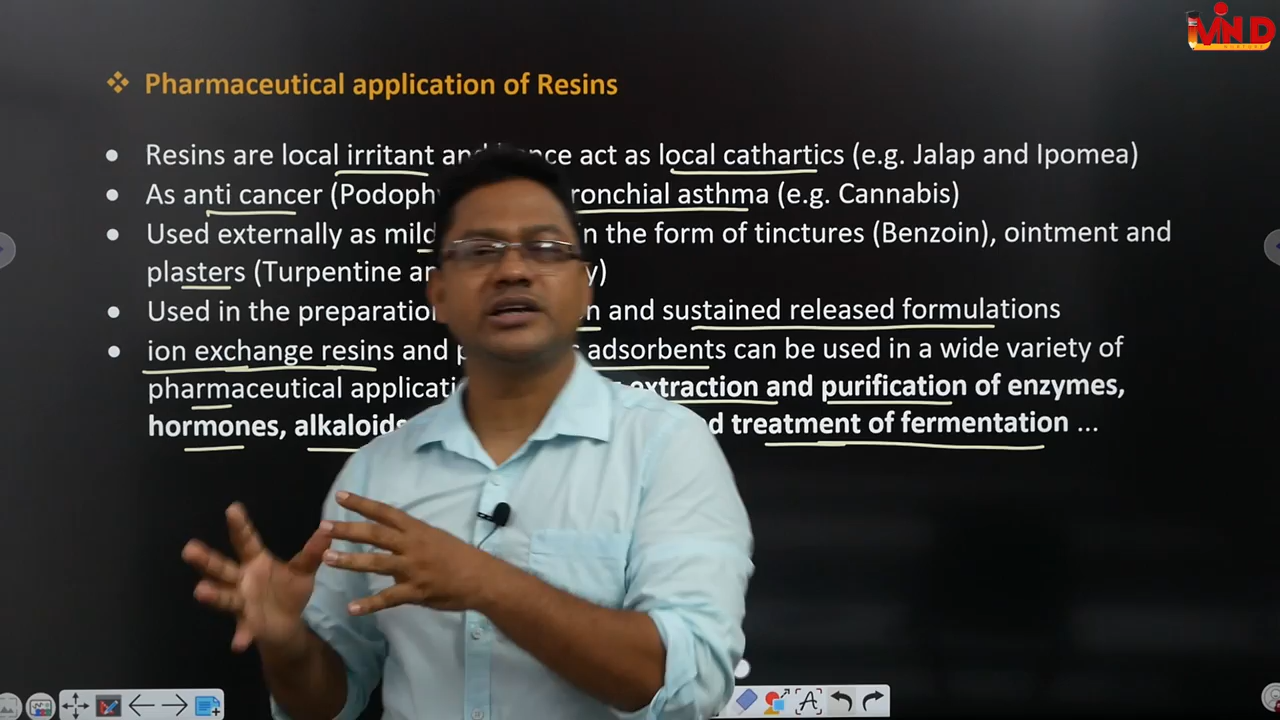 MIND
❖ Pharmaceutical application of Resins
• Resins are local irritant and hence act as local cathartics (e.g. Jalap and Ipomea)
• As anti cancer (bronchial asthma (e.g. Cannabis)
• Used externally as mild in the form of tinctures (Benzoin), ointment and
plasters (Turpentine
• Used in the preparation and sustained released formulations
• ion exchange resins and adsorbents can be used in a wide variety of
pharmaceutical extraction and purification of enzymes,
hormones, alkaloids treatment of fermentation ...